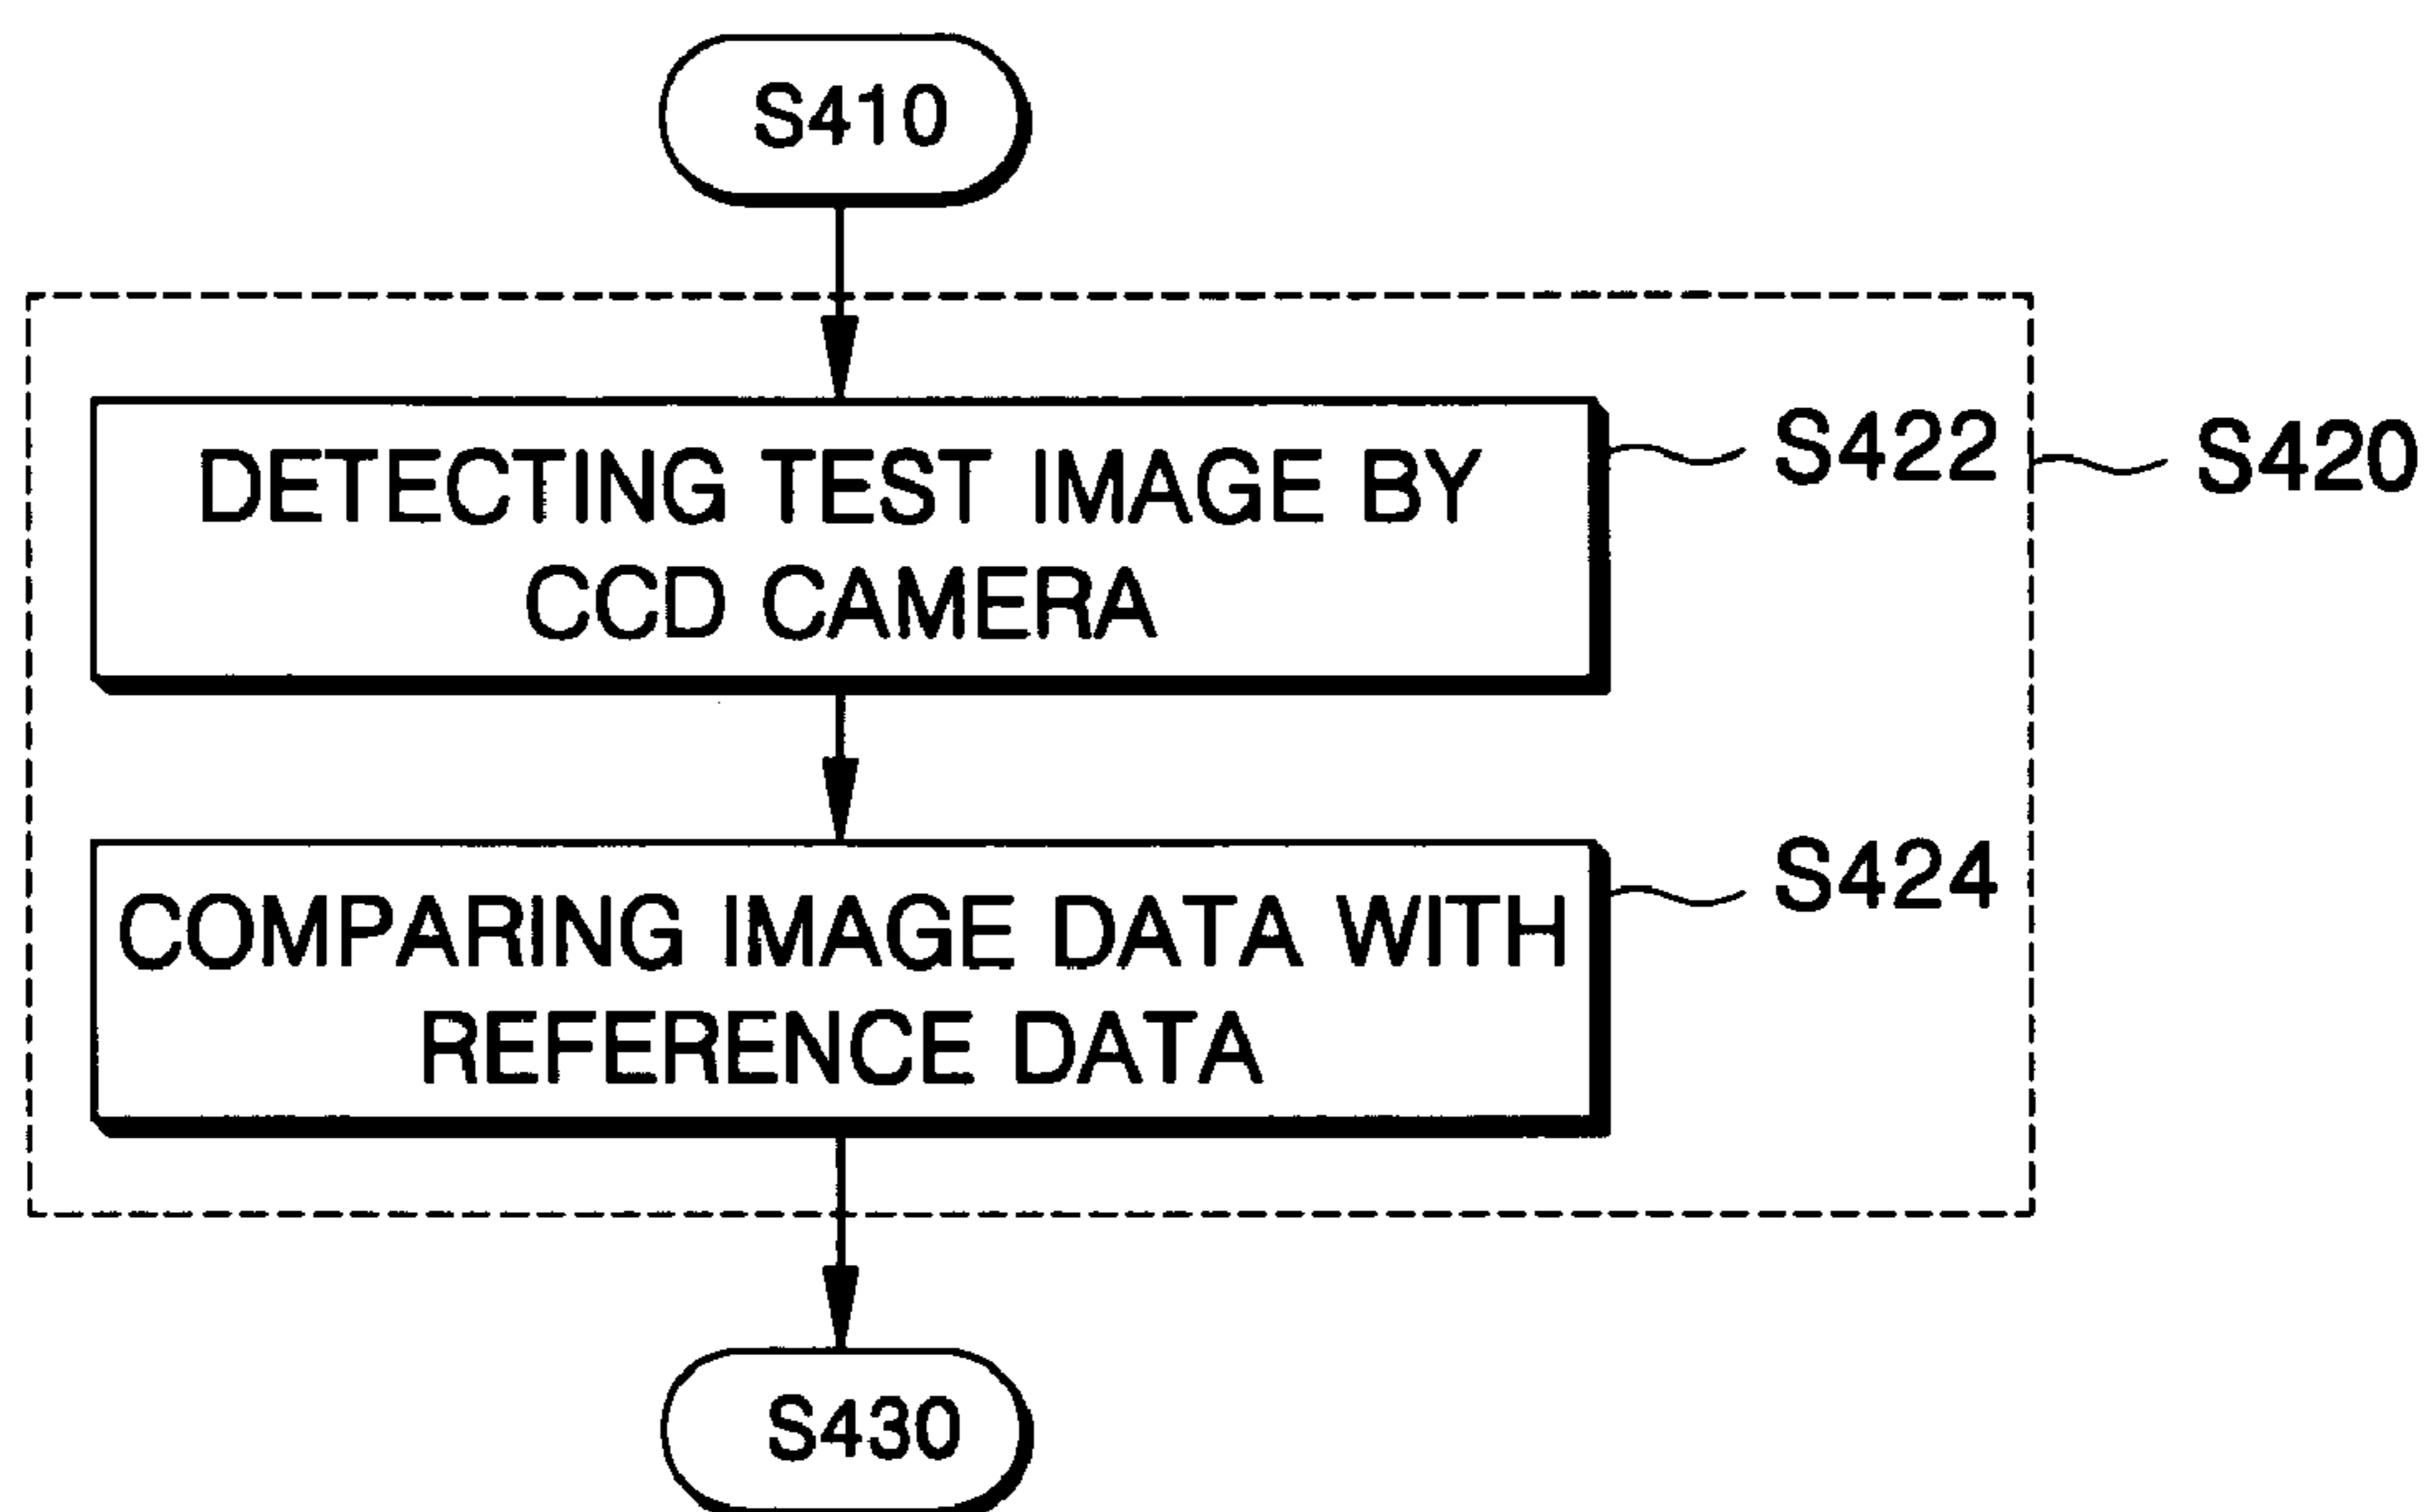 S410
DETECTING TEST IMAGE BY
CCD CAMERA
S422
S420
COMPARING IMAGE DATA WITH
REFERENCE DATA
S424
S430